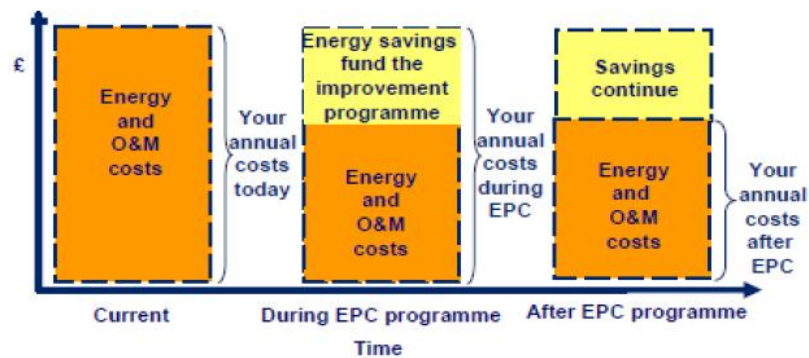 £
Energy
and
O&M
costs
Your
annual
costs
today
Energy savings
fund the
improvement
programme
Energy
and
O&M
costs
Your
annual
costs
during
EPC
Savings
continue
Energy
and
O&M
costs
Your
annual
costs
after
EPC
Current
During EPC programme
After EPC programme
Time